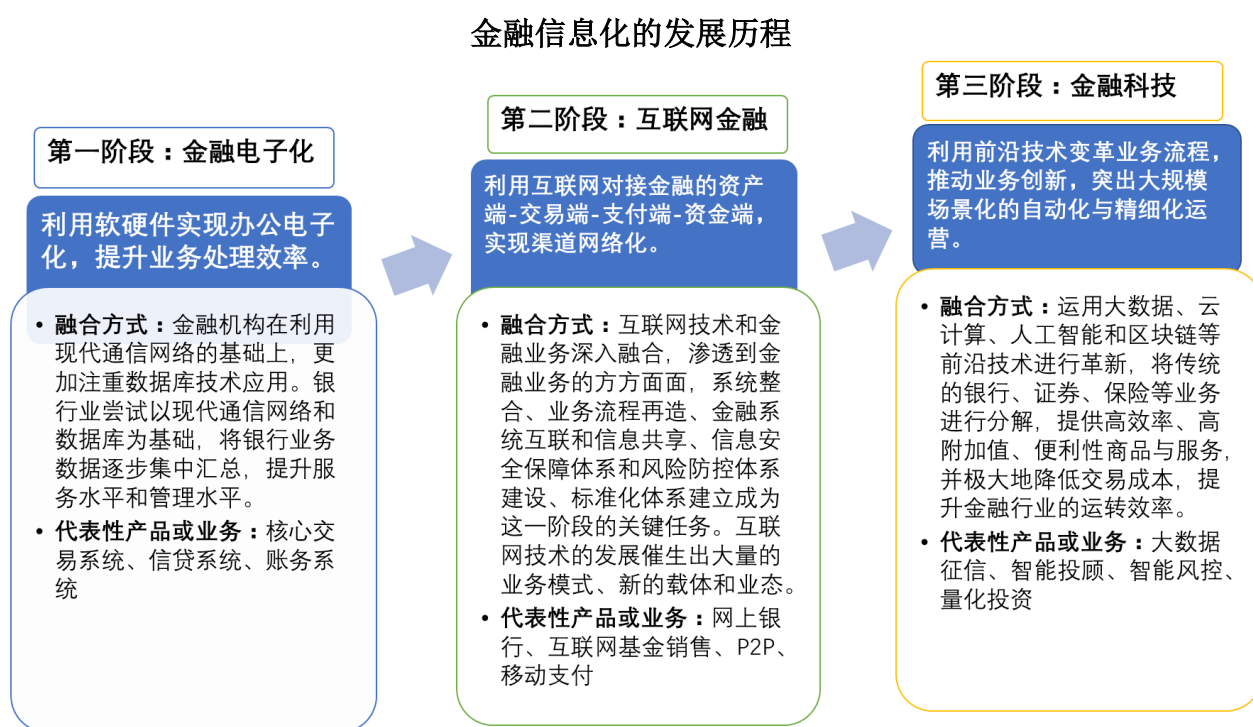 金融信息化的发展历程
第一阶段：金融电子化
利用软硬件实现办公电子
化，提升业务处理效率。
• 融合方式：金融机构在利用
现代通信网络的基础上，更
加注重数据库技术应用。银
行业尝试以现代通信网络和
数据库为基础，将银行业务
数据逐步集中汇总，提升服
务水平和管理水平。
• 代表性产品或业务：核心交
易系统、信贷系统、账务系
统
第二阶段：互联网金融
利用互联网对接金融的资产
端-交易端-支付端-资金端，
实现渠道网络化。
• 融合方式：互联网技术和金
融业务深入融合，渗透到金
融业务的方方面面，系统整
合、业务流程再造、金融系
统互联和信息共享、信息安
全保障体系和风险防控体系
建设、标准化体系建立成为
这一阶段的关键任务。互联
网技术的发展催生出大量的
业务模式、新的载体和业态。
• 代表性产品或业务：网上银
行、互联网基金销售、P2P、
移动支付
第三阶段：金融科技
利用前沿技术变革业务流程，
推动业务创新，突出大规模
场景化的自动化与精细化运
营。
• 融合方式：运用大数据、云
计算、人工智能和区块链等
前沿技术进行革新，将传统
的银行、证券、保险等业务
进行分解，提供高效率、高
附加值、便利性商品与服务，
并极大地降低交易成本，提
升金融行业的运转效率。
• 代表性产品或业务：大数据
征信、智能投顾、智能风控、
量化投资